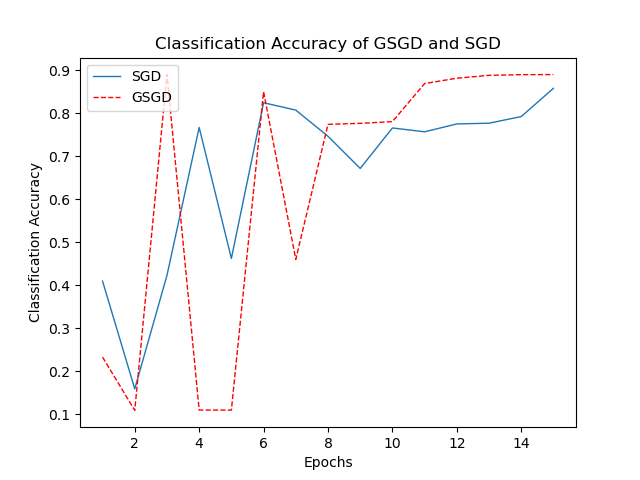 Classification Accuracy of GSGD and SGD
SGD
GSGD
Classification Accuracy
0.9
0.8
0.7
0.6
0.5
0.4
0.3
0.2
0.1
2 4 6 8 10 12 14
Epochs